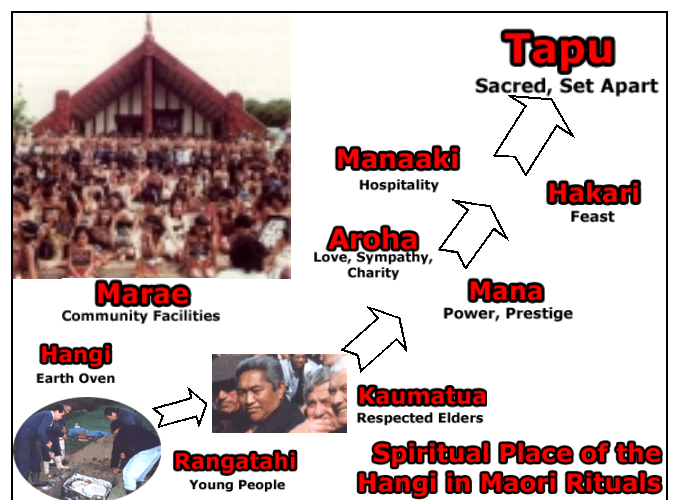 Tapu
Sacred, Set Apart
Manaaki
Hospitality
Hakari
Feast
Aroha
Love, Sympathy,
Charity
Mana
Power, Prestige
Marae
Community Facilities
Hangi
Earth Oven
Kaumatua
Respected Elders
Rangatahi
Young People
Spiritual Place of the
Hangi in Maori Rituals